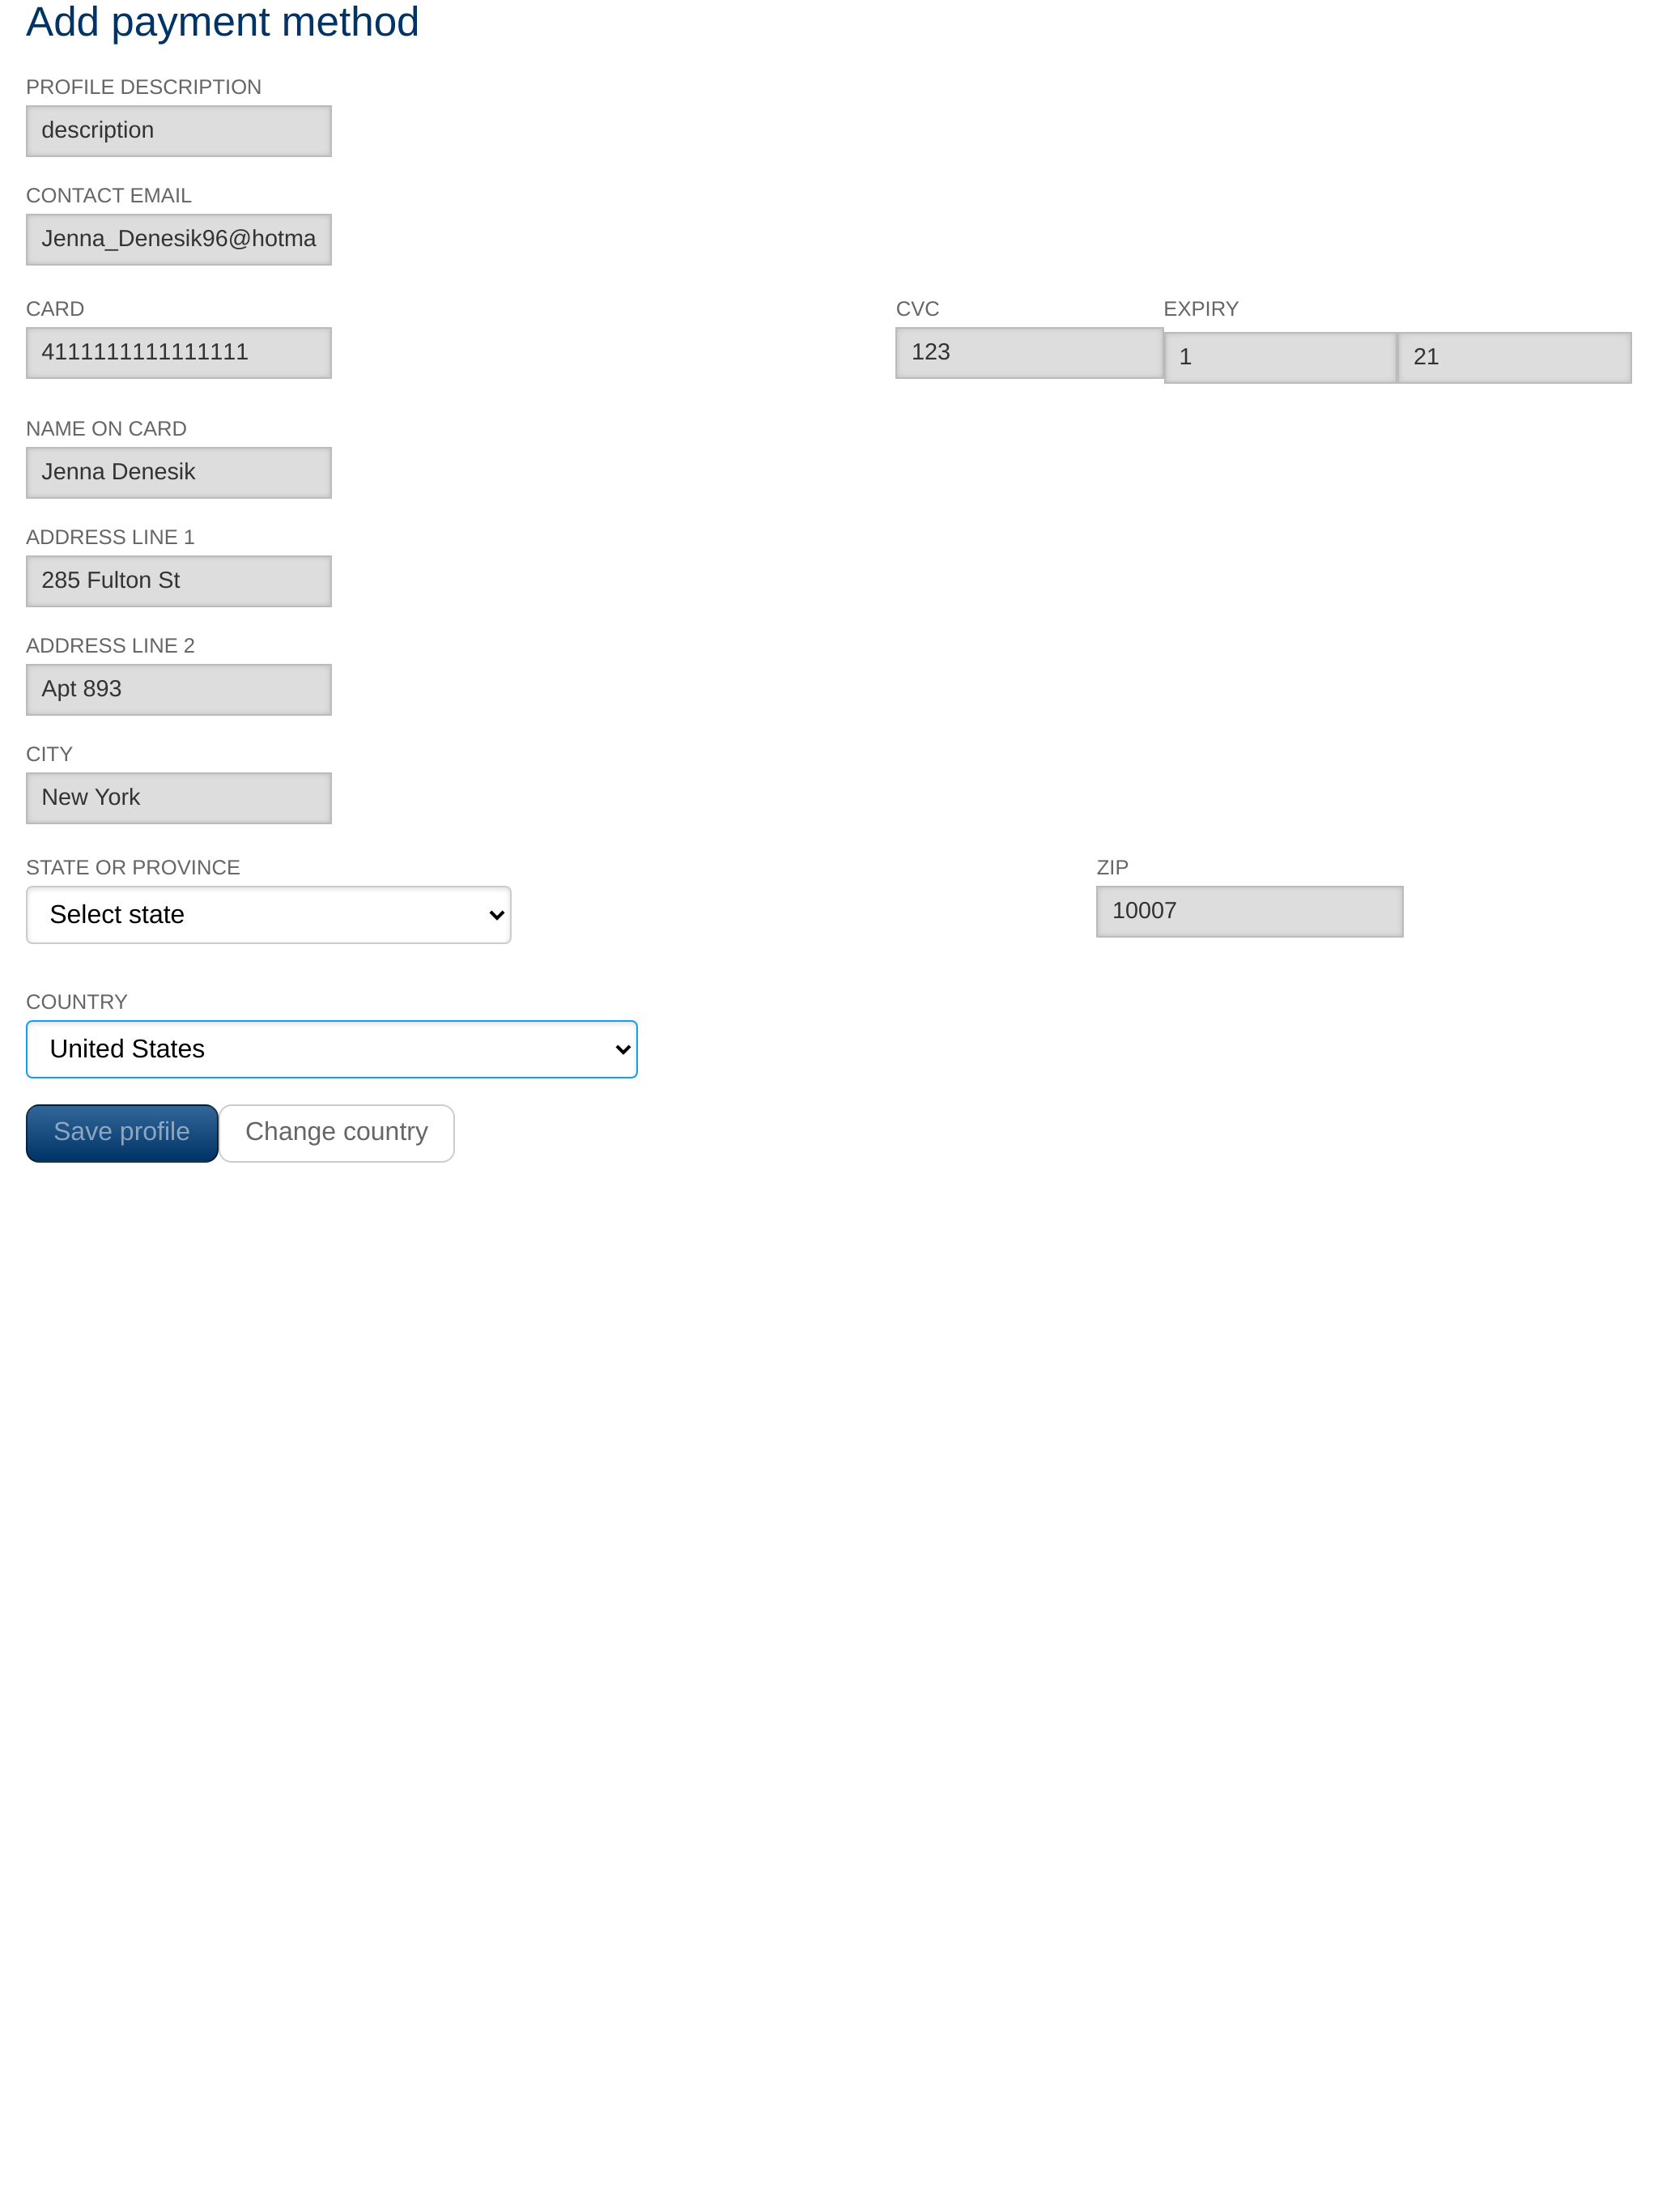 Add payment method
PROFILE DESCRIPTION
description
CONTACT EMAIL
Jenna_Denesik96@hotma
CARD
4111111111111111
CVC
123
EXPIRY
1
21
NAME ON CARD
Jenna Denesik
ADDRESS LINE 1
285 Fulton St
ADDRESS LINE 2
Apt 893
CITY
New York
STATE OR PROVINCE
Select state
ZIP
10007
COUNTRY
United States
Save profile
Change country